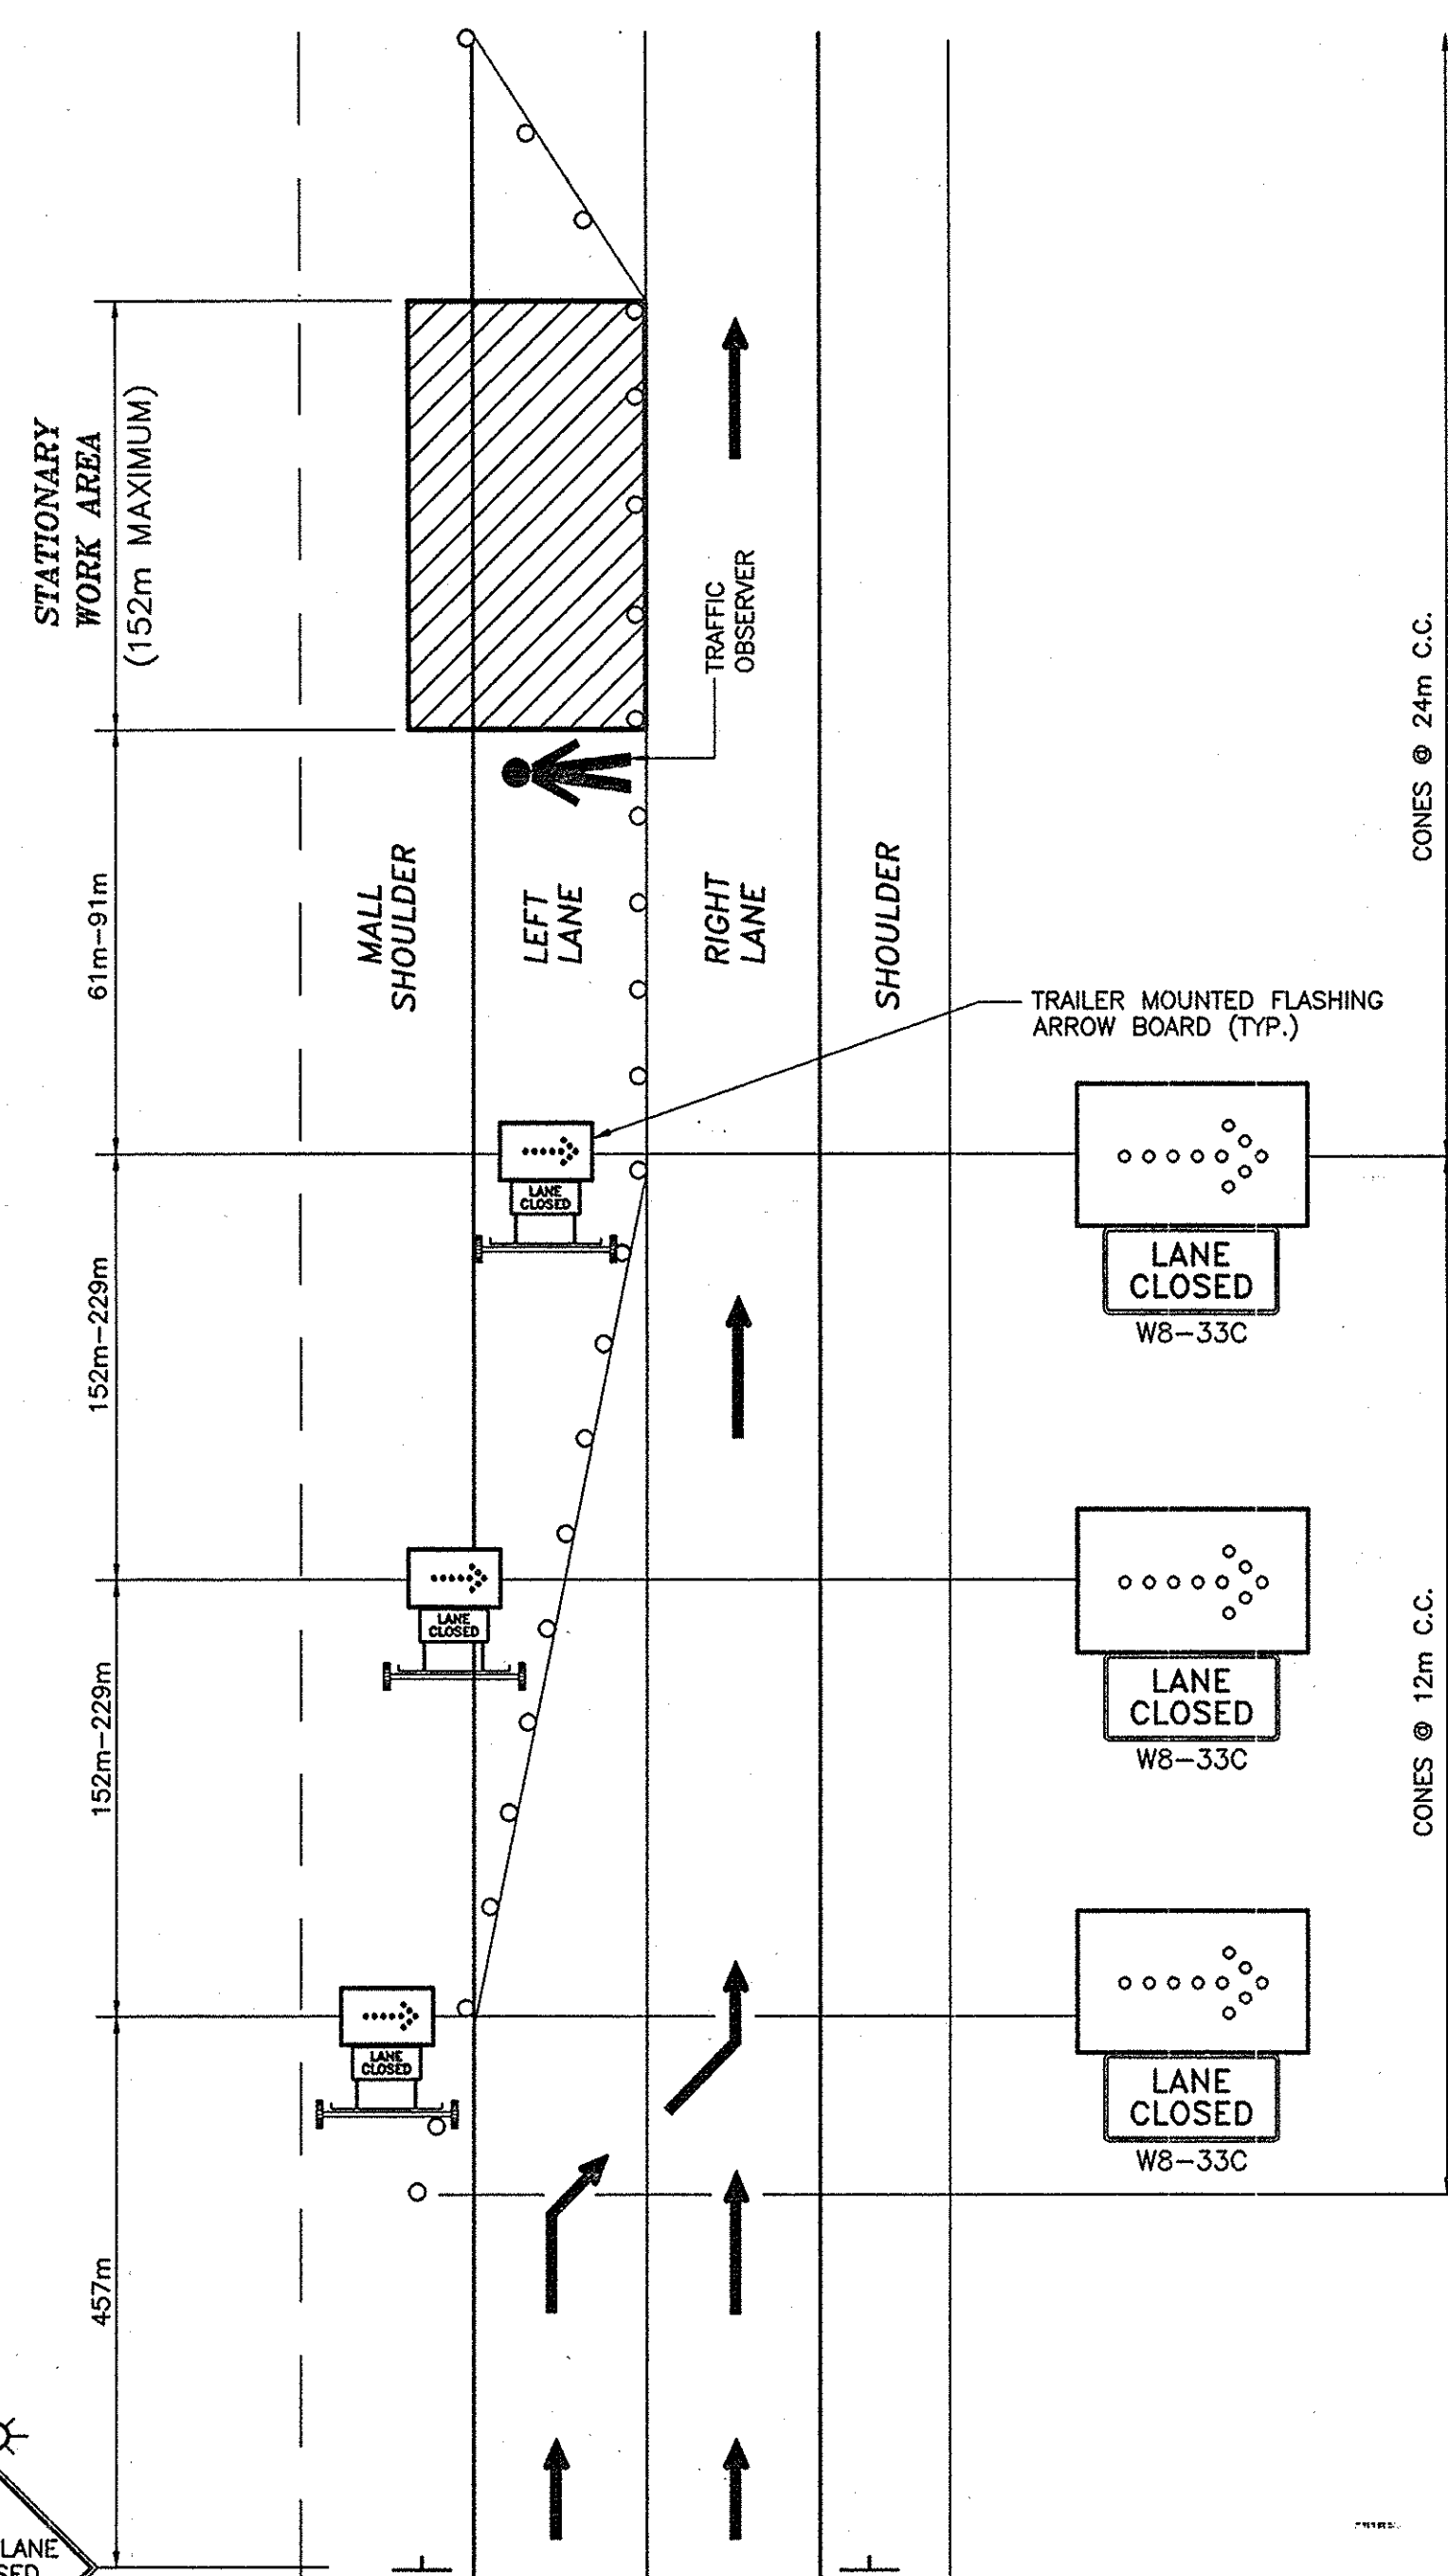 STATIONARY
WORK AREA
(152m MAXIMUM)
TRAFFIC
OBSERVER
CONES @ 24m C.C.
61m-91m
MALL
SHOULDER
LEFT
LANE
RIGHT
LANE
SHOULDER
TRAILER MOUNTED FLASHING
ARROW BOARD (TYP.)
LANE
CLOSED
LANE
CLOSED
W8-33C
152m-229m
LANE
CLOSED
LANE
CLOSED
W8-33C
CONES @ 12m C.C.
152m-229m
LANE
CLOSED
LANE
CLOSED
W8-33C
457m
LANE
SED